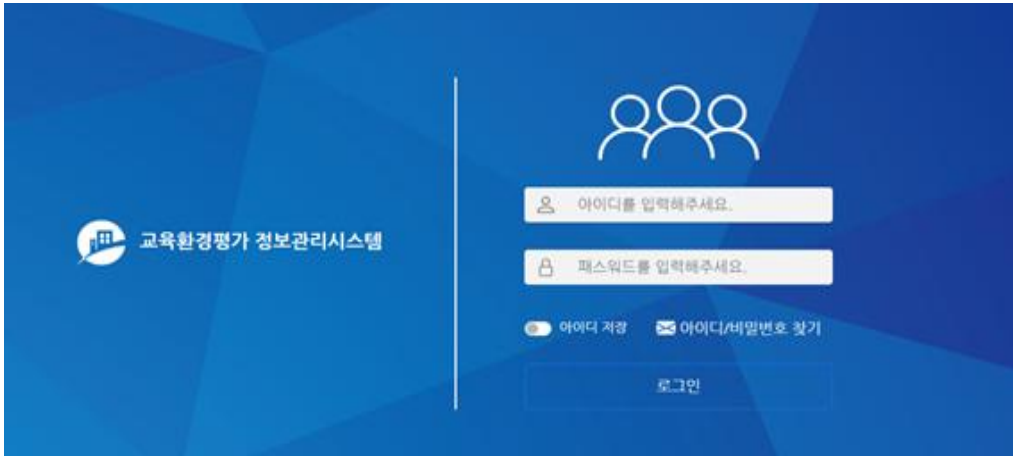 교육환경평가 정보관리시스템
아이디를 입력해주세요.
패스워드를 입력해주세요.
아이디 저장
아이디/비밀번호 찾기
로그인